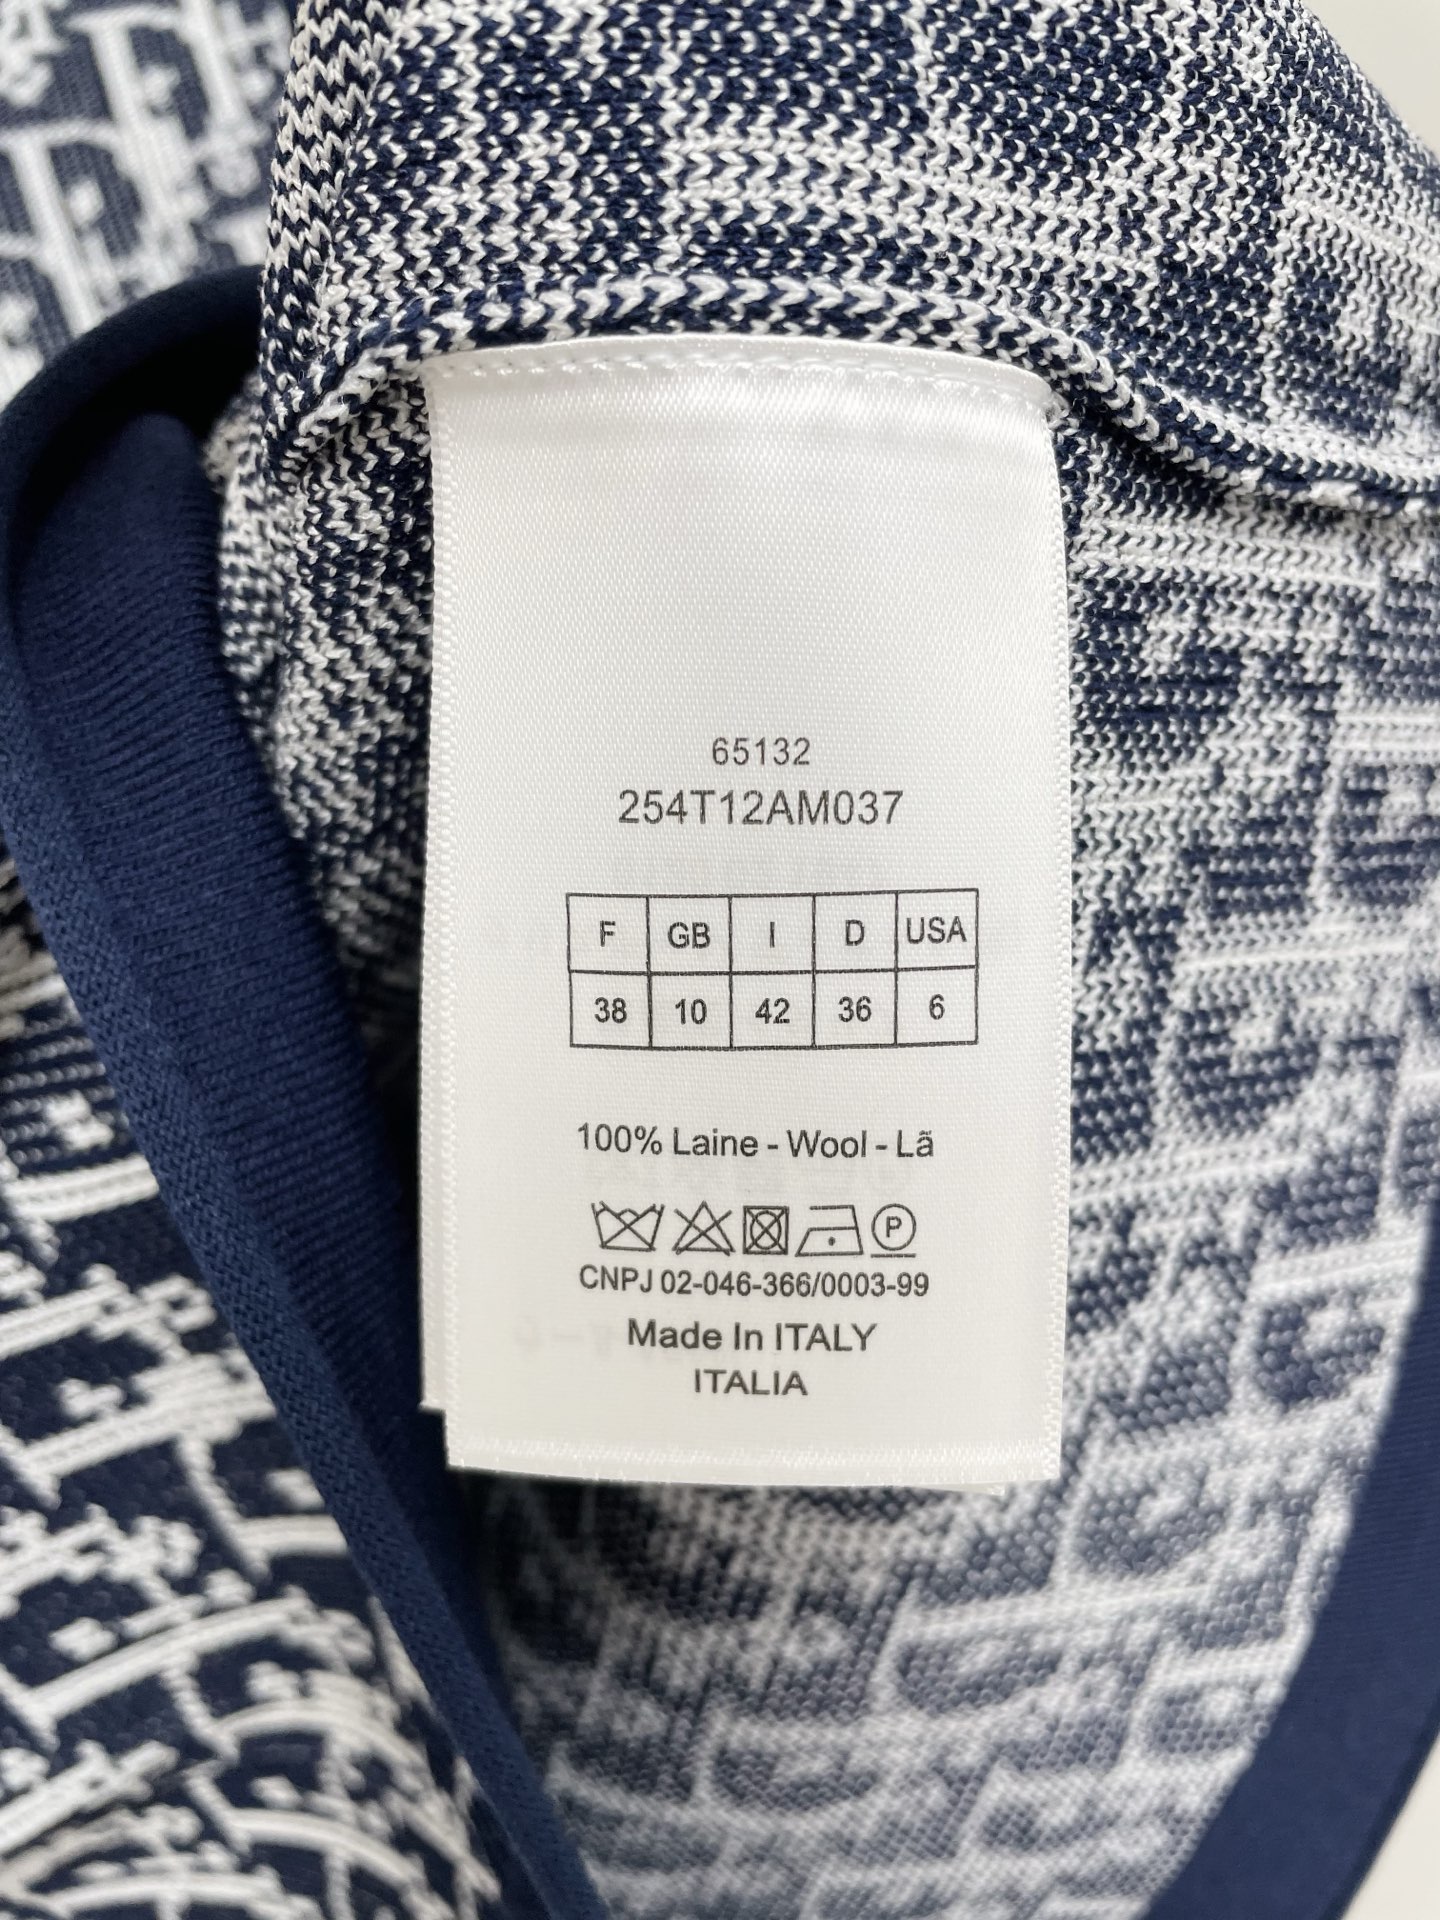 65132
254T12AM037
F GB I D USA
38 10 42 36 6
100% Laine - Wool - Lã
P
CNPJ 02-046-366/0003-99
Made In ITALY
ITALIA